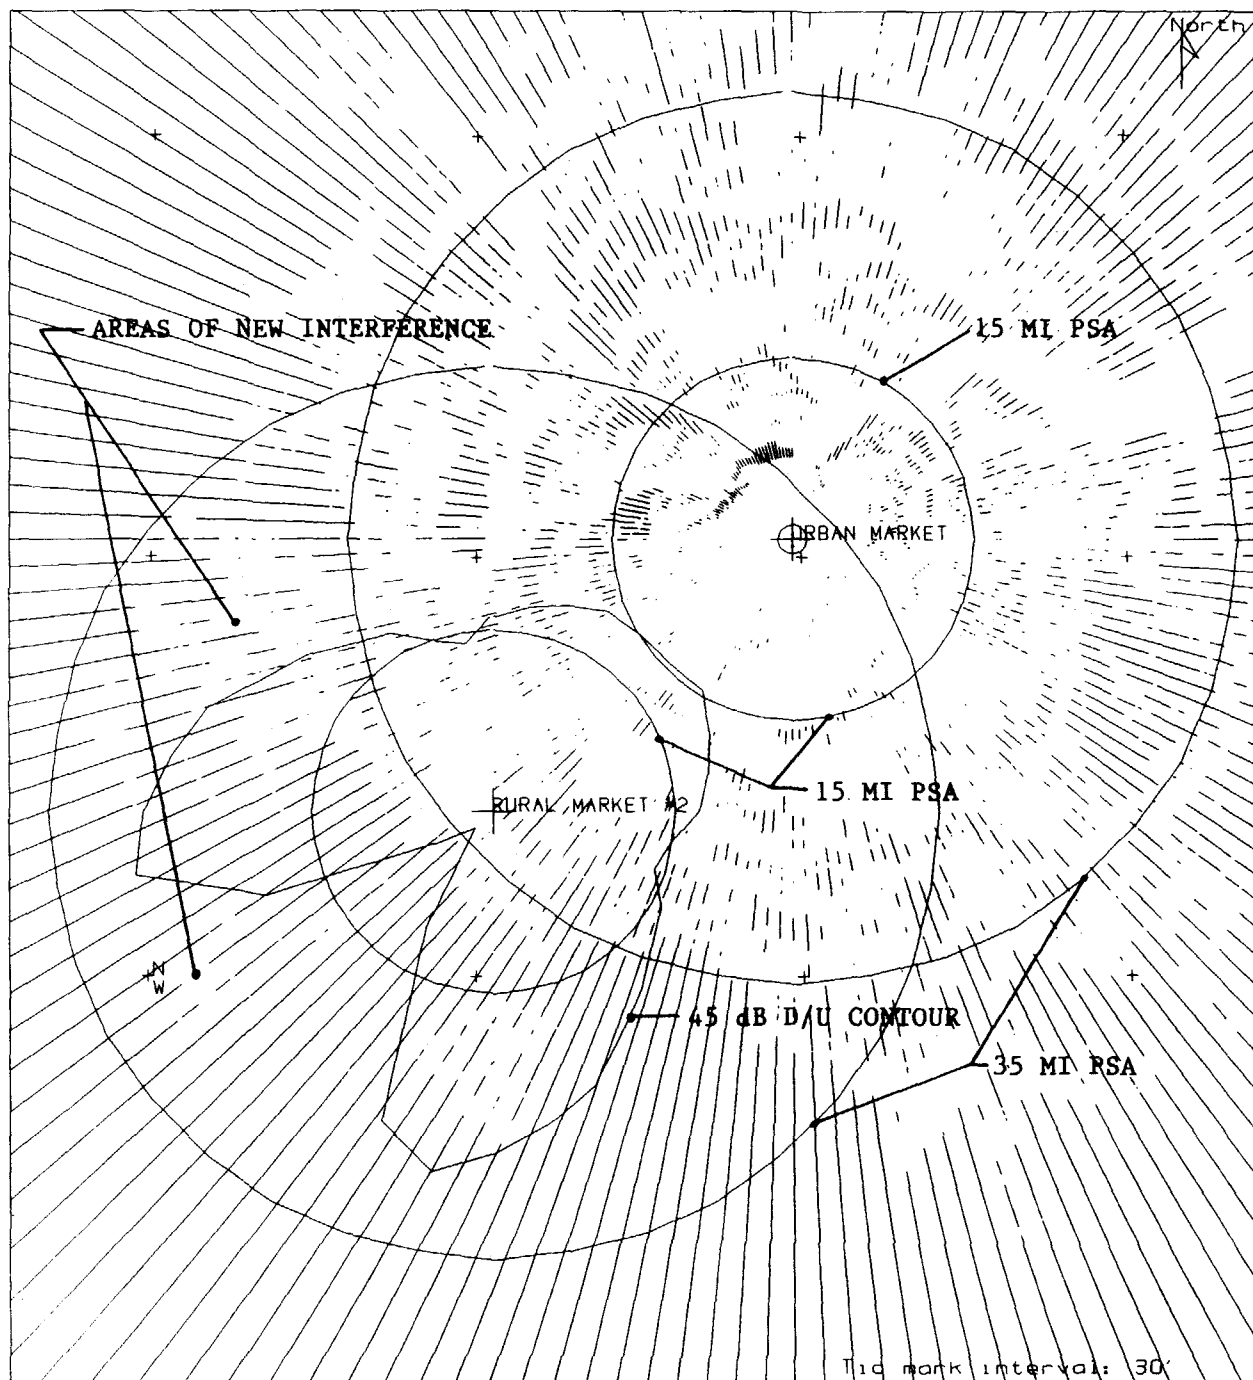 North
AREAS OF NEW INTERFERENCE
15 MI PSA
URBAN MARKET
15 MI PSA
RURAL MARKET #2
N
W
45 dB D/U CONTOUR
35 MI PSA
Tic mark interval: 30'